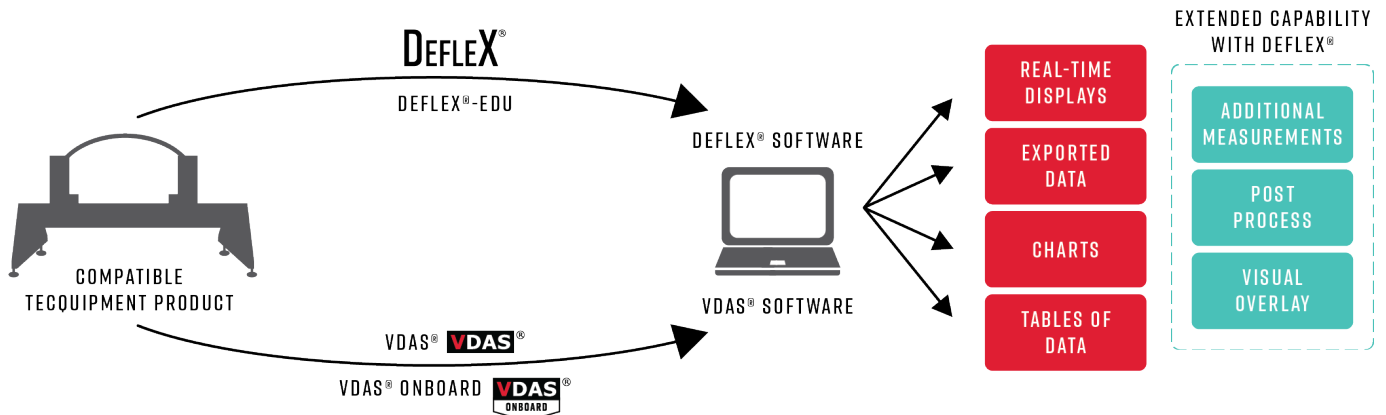 DEFLEX®
DEFLEX®-EDU
COMPATIBLE
TECQUIPMENT PRODUCT
VDAS® VDAS®
VDAS® ONBOARD VDAS®
ONBOARD
DEFLEX® SOFTWARE
VDAS® SOFTWARE
REAL-TIME
DISPLAYS
EXPORTED
DATA
CHARTS
TABLES OF
DATA
EXTENDED CAPABILITY
WITH DEFLEX®
ADDITIONAL
MEASUREMENTS
POST
PROCESS
VISUAL
OVERLAY